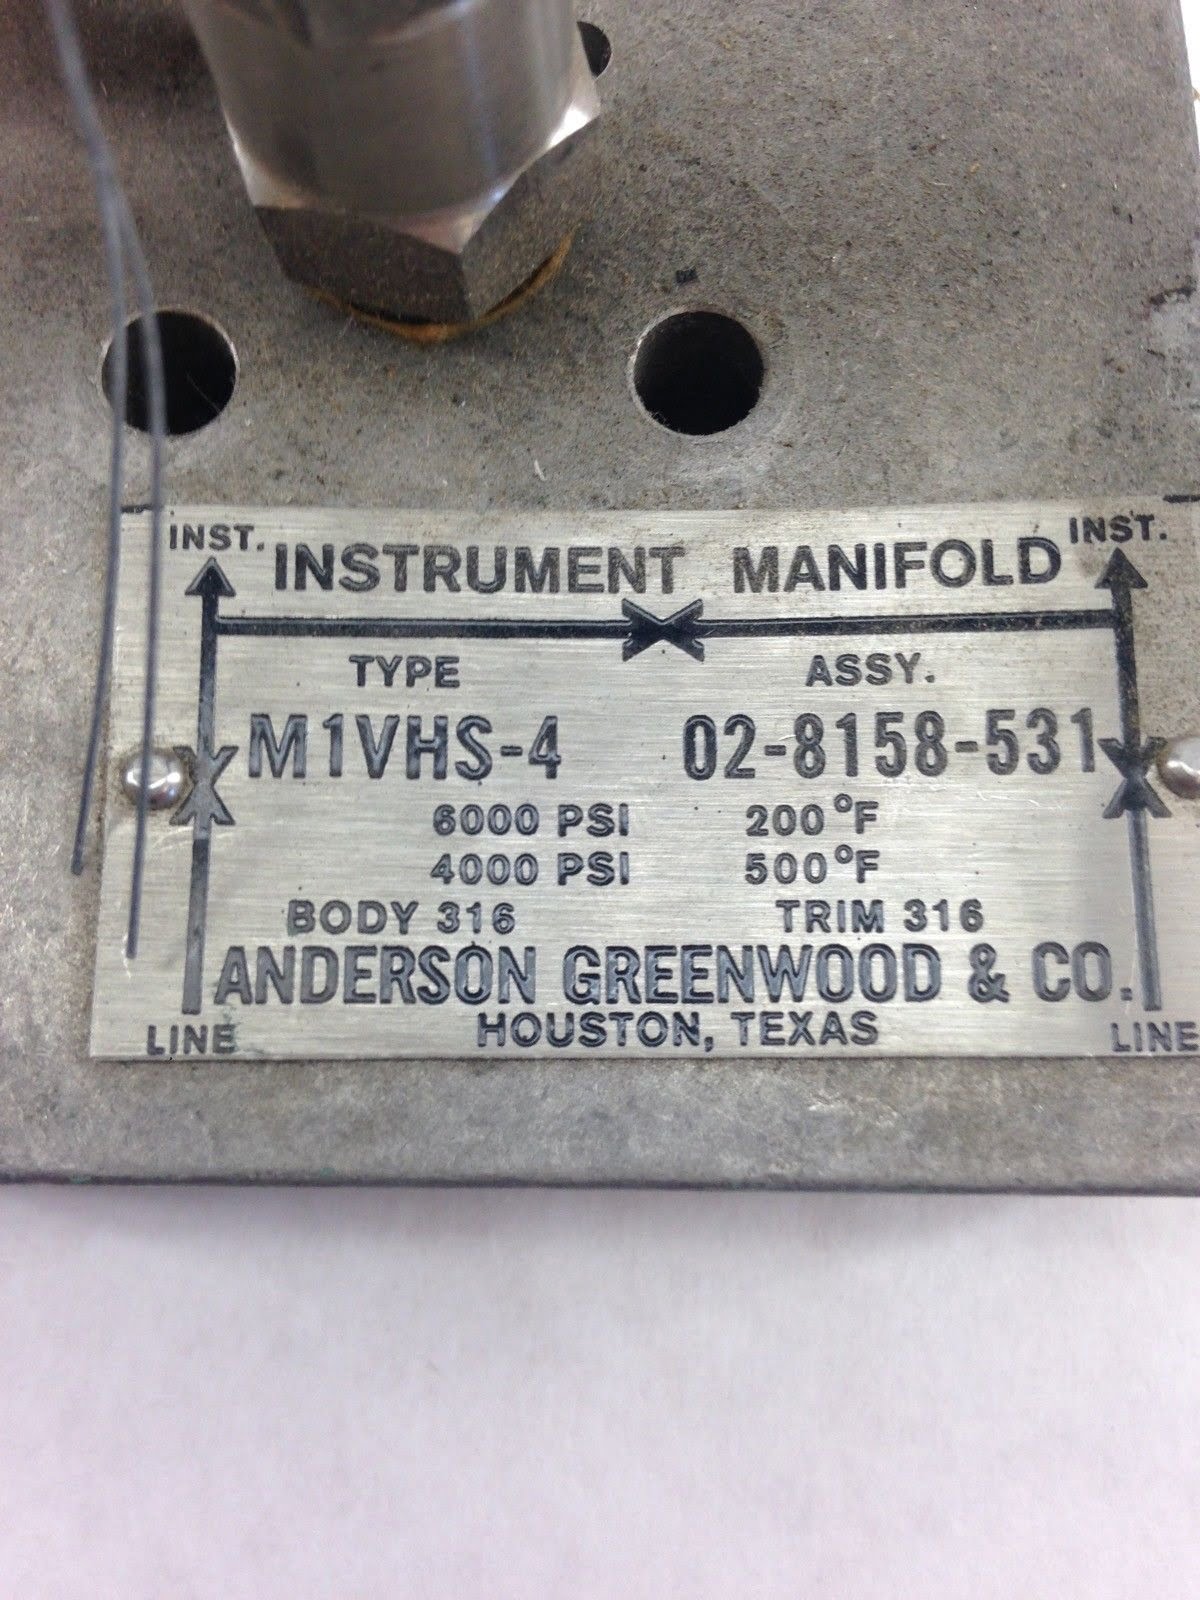 INST. INSTRUMENT MANIFOLD INST.
TYPE ASSY.
M1VHS-4 02-8158-531
6000 PSI 200°F
4000 PSI 500°F
BODY 316 TRIM 316
ANDERSON GREENWOOD & CO.
LINE HOUSTON, TEXAS LINE